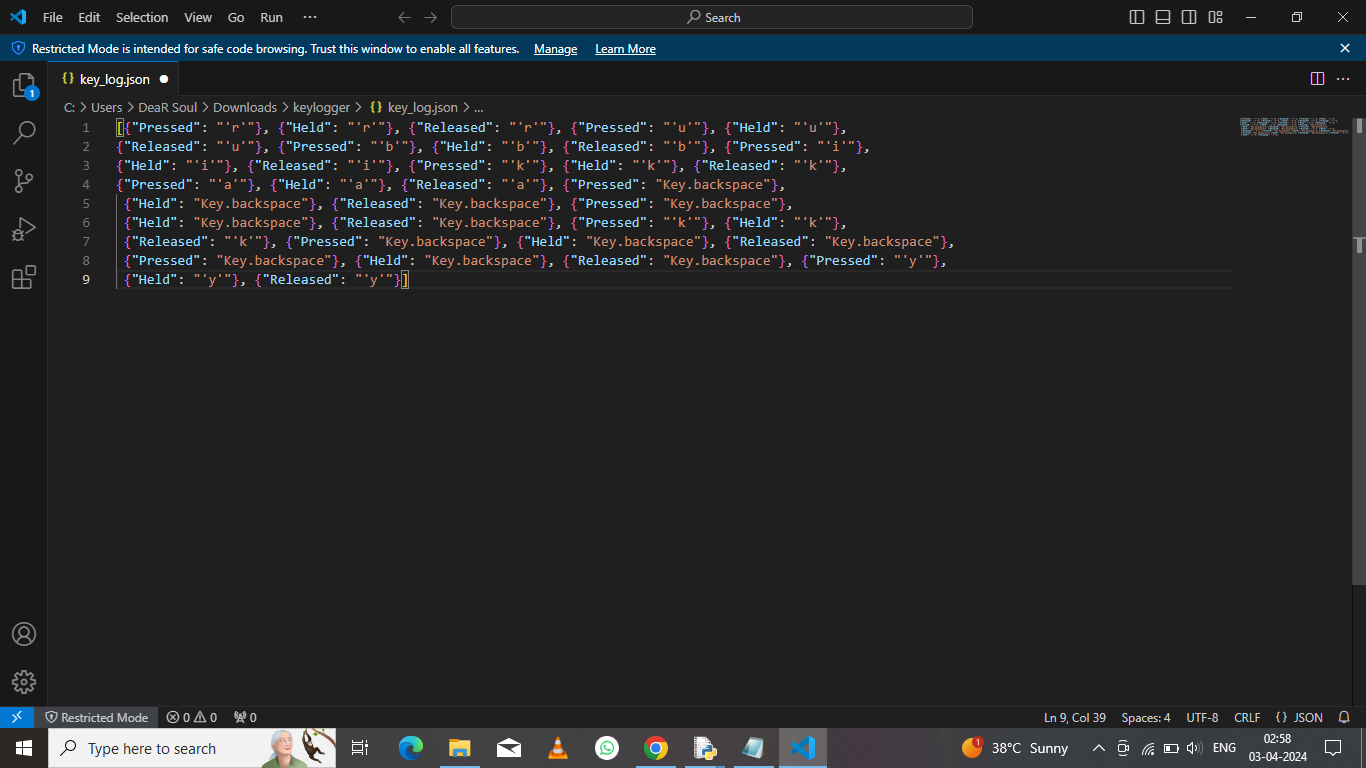 File Edit Selection View Go Run ··· Search
Restricted Mode is intended for safe code browsing. Trust this window to enable all features. Manage Learn More
{} key_log.json
1
C: > Users > DeaR Soul > Downloads > keylogger > {} key_log.json > ...
1 [{"Pressed": "'r'"}, {"Held": "'r'"}, {"Released": "'r'"}, {"Pressed": "'u'"}, {"Held": "'u'"},
2 {"Released": "'u'"}, {"Pressed": "'b'"}, {"Held": "'b'"}, {"Released": "'b'"}, {"Pressed": "'i'"},
3 {"Held": "'i'"}, {"Released": "'i'"}, {"Pressed": "'k'"}, {"Held": "'k'"}, {"Released": "'k'"},
4 {"Pressed": "'a'"}, {"Held": "'a'"}, {"Released": "'a'"}, {"Pressed": "Key.backspace"},
5 {"Held": "Key.backspace"}, {"Released": "Key.backspace"}, {"Pressed": "Key.backspace"},
6 {"Held": "Key.backspace"}, {"Released": "Key.backspace"}, {"Pressed": "'k'"}, {"Held": "'k'"},
7 {"Released": "'k'"}, {"Pressed": "Key.backspace"}, {"Held": "Key.backspace"}, {"Released": "Key.backspace"},
8 {"Pressed": "Key.backspace"}, {"Held": "Key.backspace"}, {"Released": "Key.backspace"}, {"Pressed": "'y'"},
9 {"Held": "'y'"}, {"Released": "'y'"}]
Restricted Mode 0 0 0 Ln 9, Col 39 Spaces: 4 UTF-8 CRLF {} JSON
Type here to search 1 38°C Sunny ENG 02:58
03-04-2024